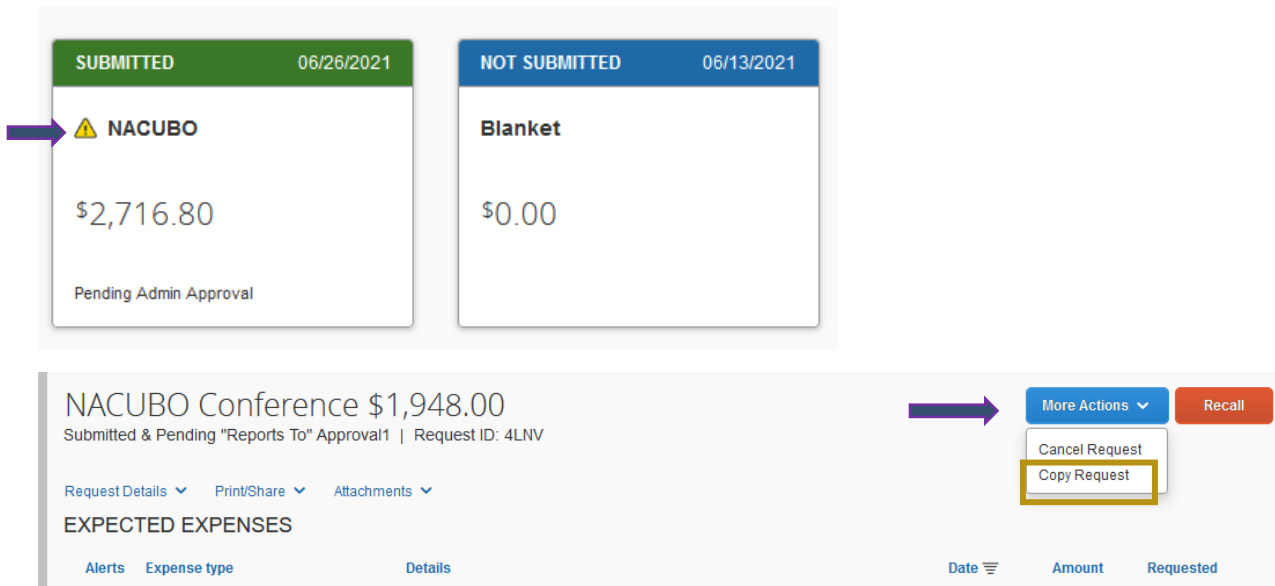 SUBMITTED 06/26/2021
NACUBO
$2,716.80
Pending Admin Approval
NOT SUBMITTED 06/13/2021
Blanket
$0.00
NACUBO Conference $1,948.00
Submitted & Pending "Reports To" Approval1 | Request ID: 4LNV
More Actions Recall
Cancel Request
Copy Request
Request Details Print/Share Attachments
EXPECTED EXPENSES
Alerts Expense type Details Date Amount Requested